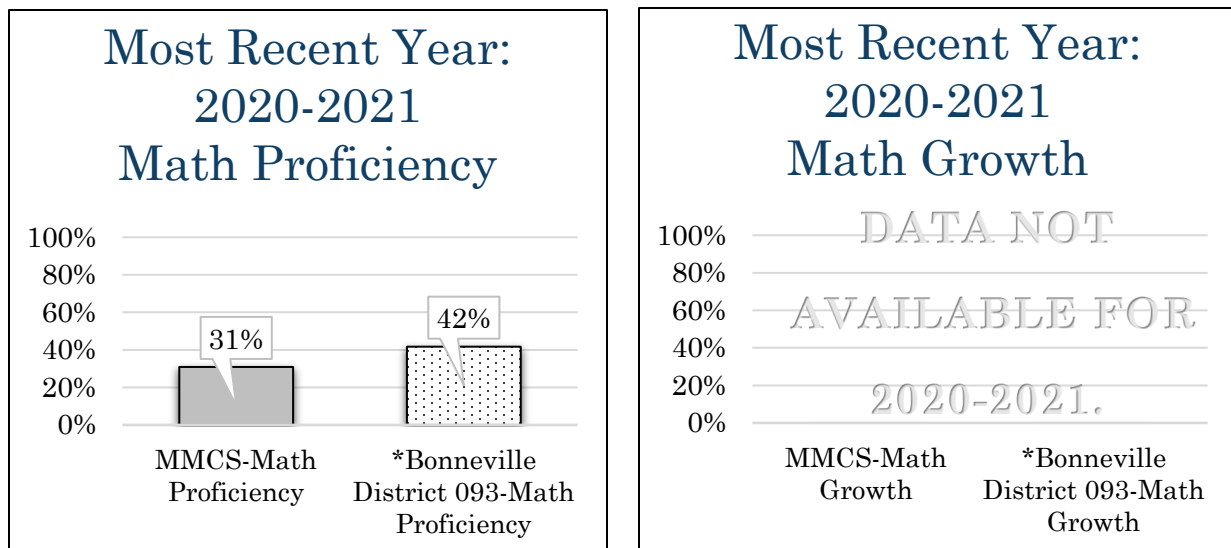 Most Recent Year:
2020-2021
Math Proficiency
100%
80%
60%
40%
20%
0%
31%
42%
MMCS-Math
Proficiency
*Bonneville
District 093-Math
Proficiency
Most Recent Year:
2020-2021
Math Growth
100%
80%
60%
40%
20%
0%
DATA NOT
AVAILABLE FOR
2020-2021.
MMCS-Math
Growth
*Bonneville
District 093-Math
Growth